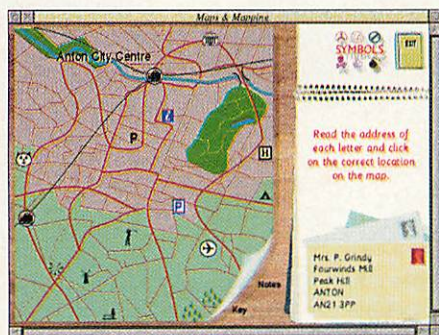 Maps & Mapping
Anton City Centre
P
i
H
P
SYMBOLS
EXIT
Read the address of
each letter and click
on the correct location
on the map.
Mrs. P. Grindy
Fourwinds Mill
Peak Hill
ANTON
AN21 3PP
Notes
Key